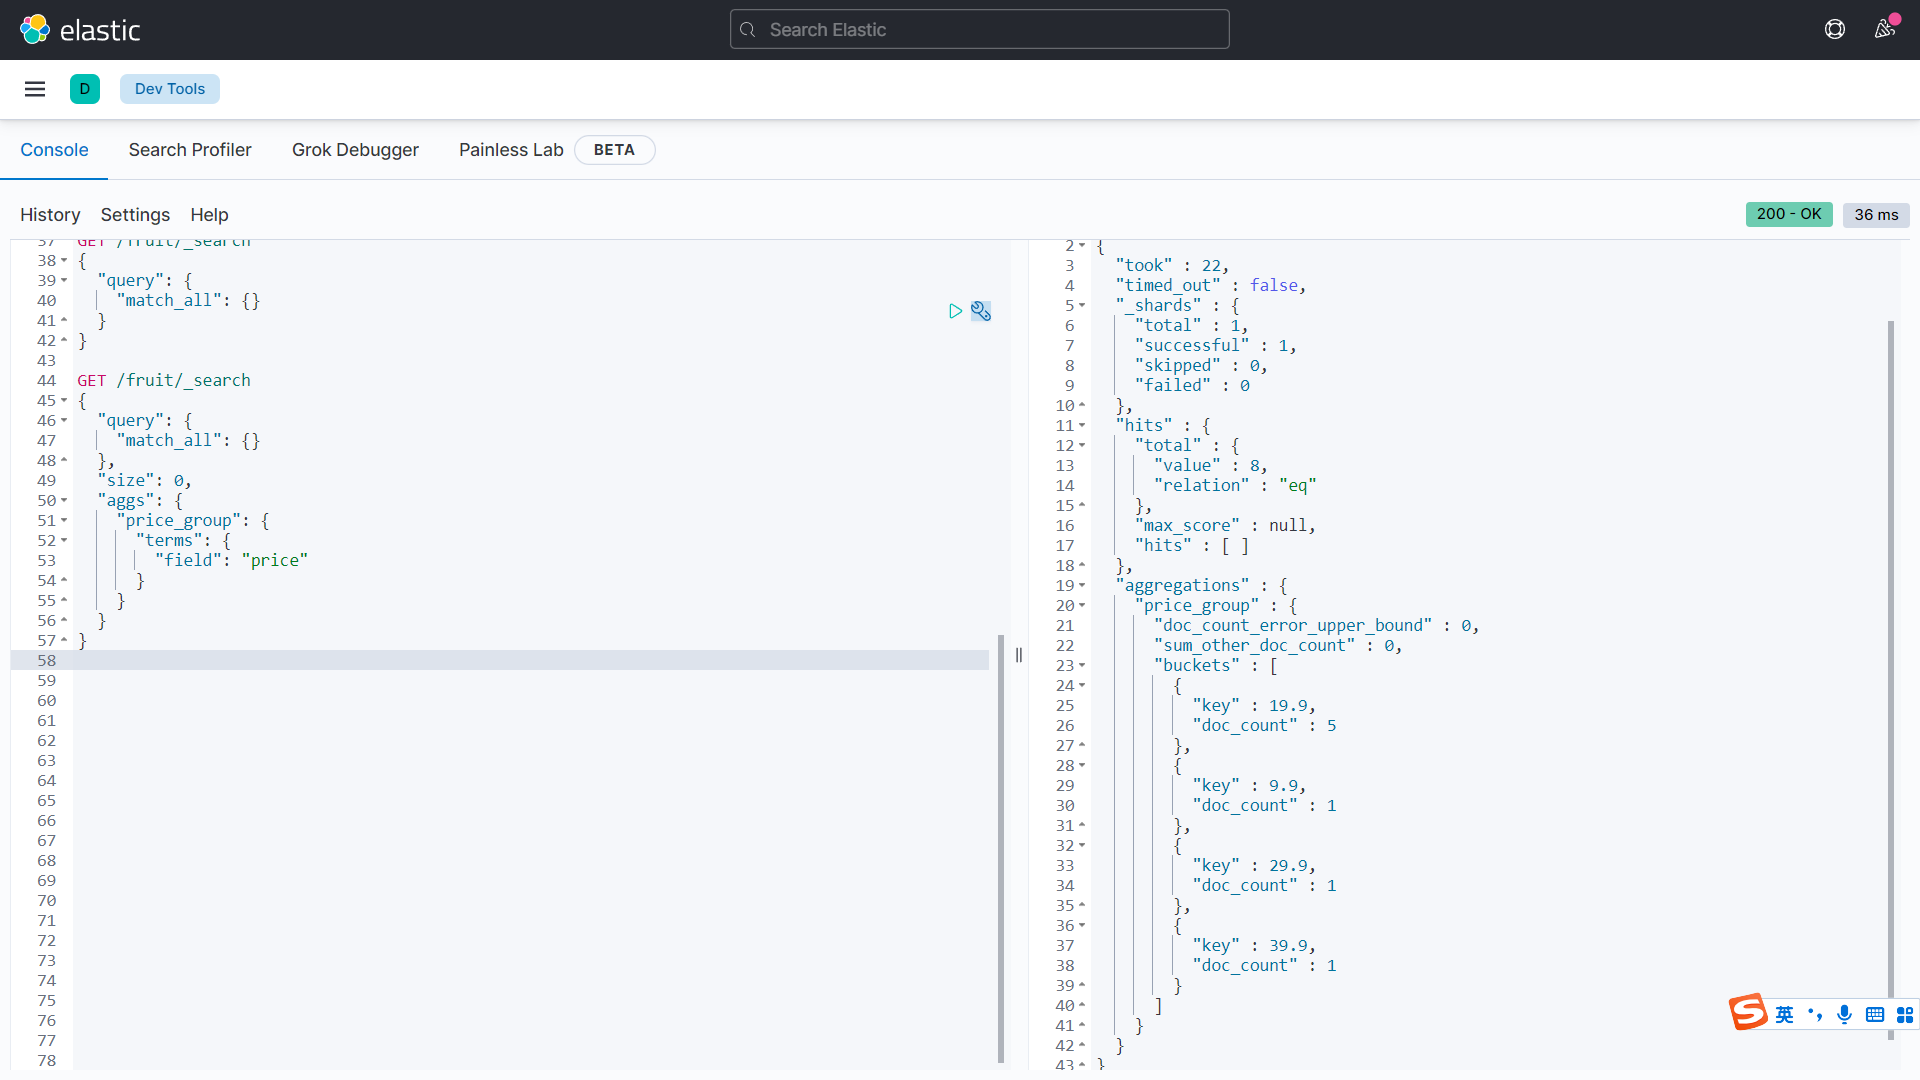 elastic
Search Elastic
D
Dev Tools
Console
Search Profiler
Grok Debugger
Painless Lab
BETA
History
Settings
Help
200 - OK
36 ms
37 GET /fruit/_search
38 {
39 "query": {
40 "match_all": {}
41 }
42 }
43
44 GET /fruit/_search
45 {
46 "query": {
47 "match_all": {}
48 },
49 "size": 0,
50 "aggs": {
51 "price_group": {
52 "terms": {
53 "field": "price"
54 }
55 }
56 }
57 }
58
59
60
61
62
63
64
65
66
67
68
69
70
71
72
73
74
75
76
77
78
2 {
3 "took" : 22,
4 "timed_out" : false,
5 "_shards" : {
6 "total" : 1,
7 "successful" : 1,
8 "skipped" : 0,
9 "failed" : 0
10 },
11 "hits" : {
12 "total" : {
13 "value" : 8,
14 "relation" : "eq"
15 },
16 "max_score" : null,
17 "hits" : [ ]
18 },
19 "aggregations" : {
20 "price_group" : {
21 "doc_count_error_upper_bound" : 0,
22 "sum_other_doc_count" : 0,
23 "buckets" : [
24 {
25 "key" : 19.9,
26 "doc_count" : 5
27 },
28 {
29 "key" : 9.9,
30 "doc_count" : 1
31 },
32 {
33 "key" : 29.9,
34 "doc_count" : 1
35 },
36 {
37 "key" : 39.9,
38 "doc_count" : 1
39 }
40 ]
41 }
42 }
43 }
S 英